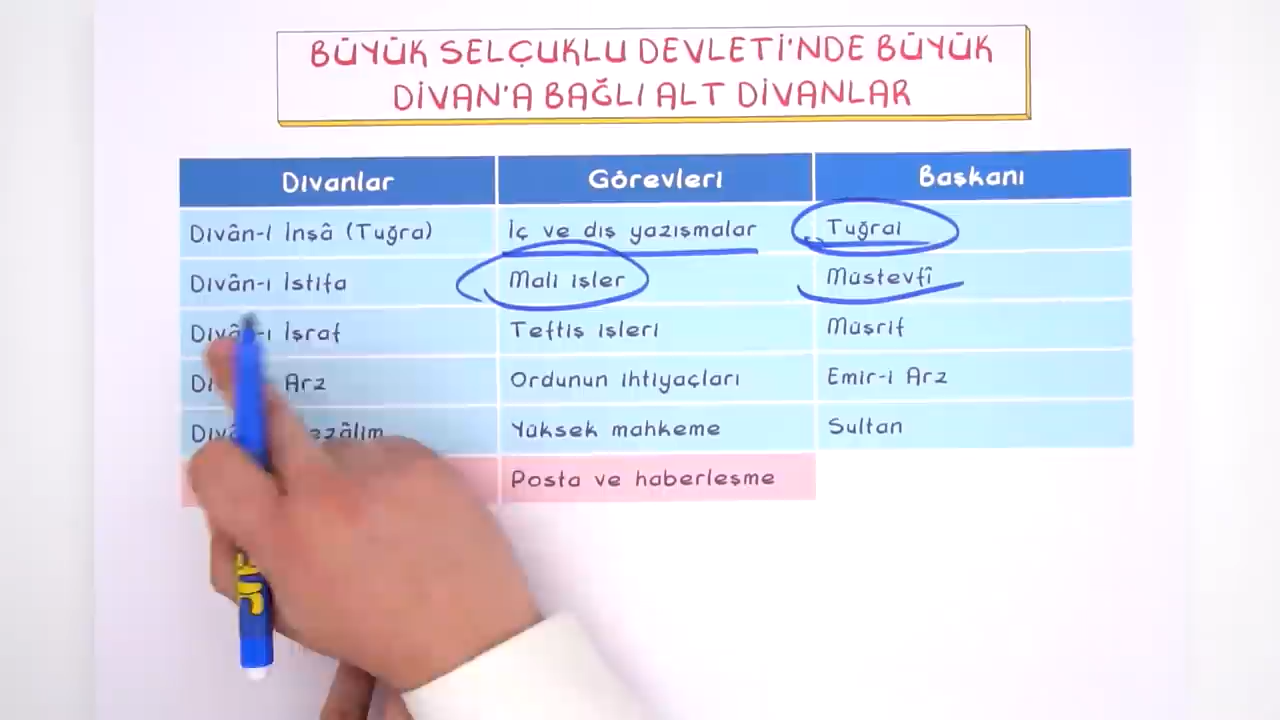 BÜYÜK SELÇUKLU DEVLETİ'NDE BÜYÜK
DİVAN'A BAĞLI ALT DİVANLAR
Divanlar Görevleri Başkanı
Divân-ı İnşâ (Tuğra) İç ve dış yazışmalar Tuğrai
Divân-ı İstifa Mali işler Müstevfî
İşraf Teftiş işleri Müşrif
Arz Ordunun ihtiyaçları Emir-i Arz
Yüksek mahkeme Sultan
Posta ve haberleşme